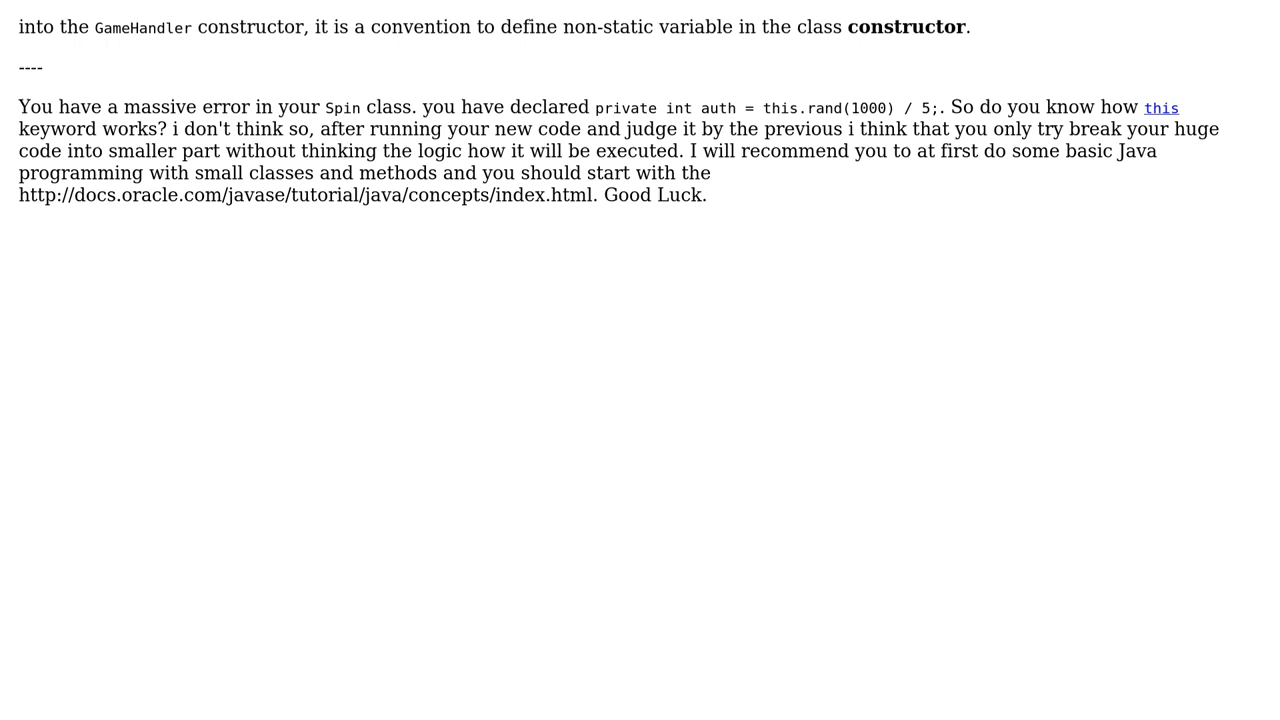 into the GameHandler constructor, it is a convention to define non-static variable in the class constructor.
----
You have a massive error in your Spin class. you have declared private int auth = this.rand(1000) / 5;. So do you know how this
keyword works? i don't think so, after running your new code and judge it by the previous i think that you only try break your huge
code into smaller part without thinking the logic how it will be executed. I will recommend you to at first do some basic Java
programming with small classes and methods and you should start with the
http://docs.oracle.com/javase/tutorial/java/concepts/index.html. Good Luck.